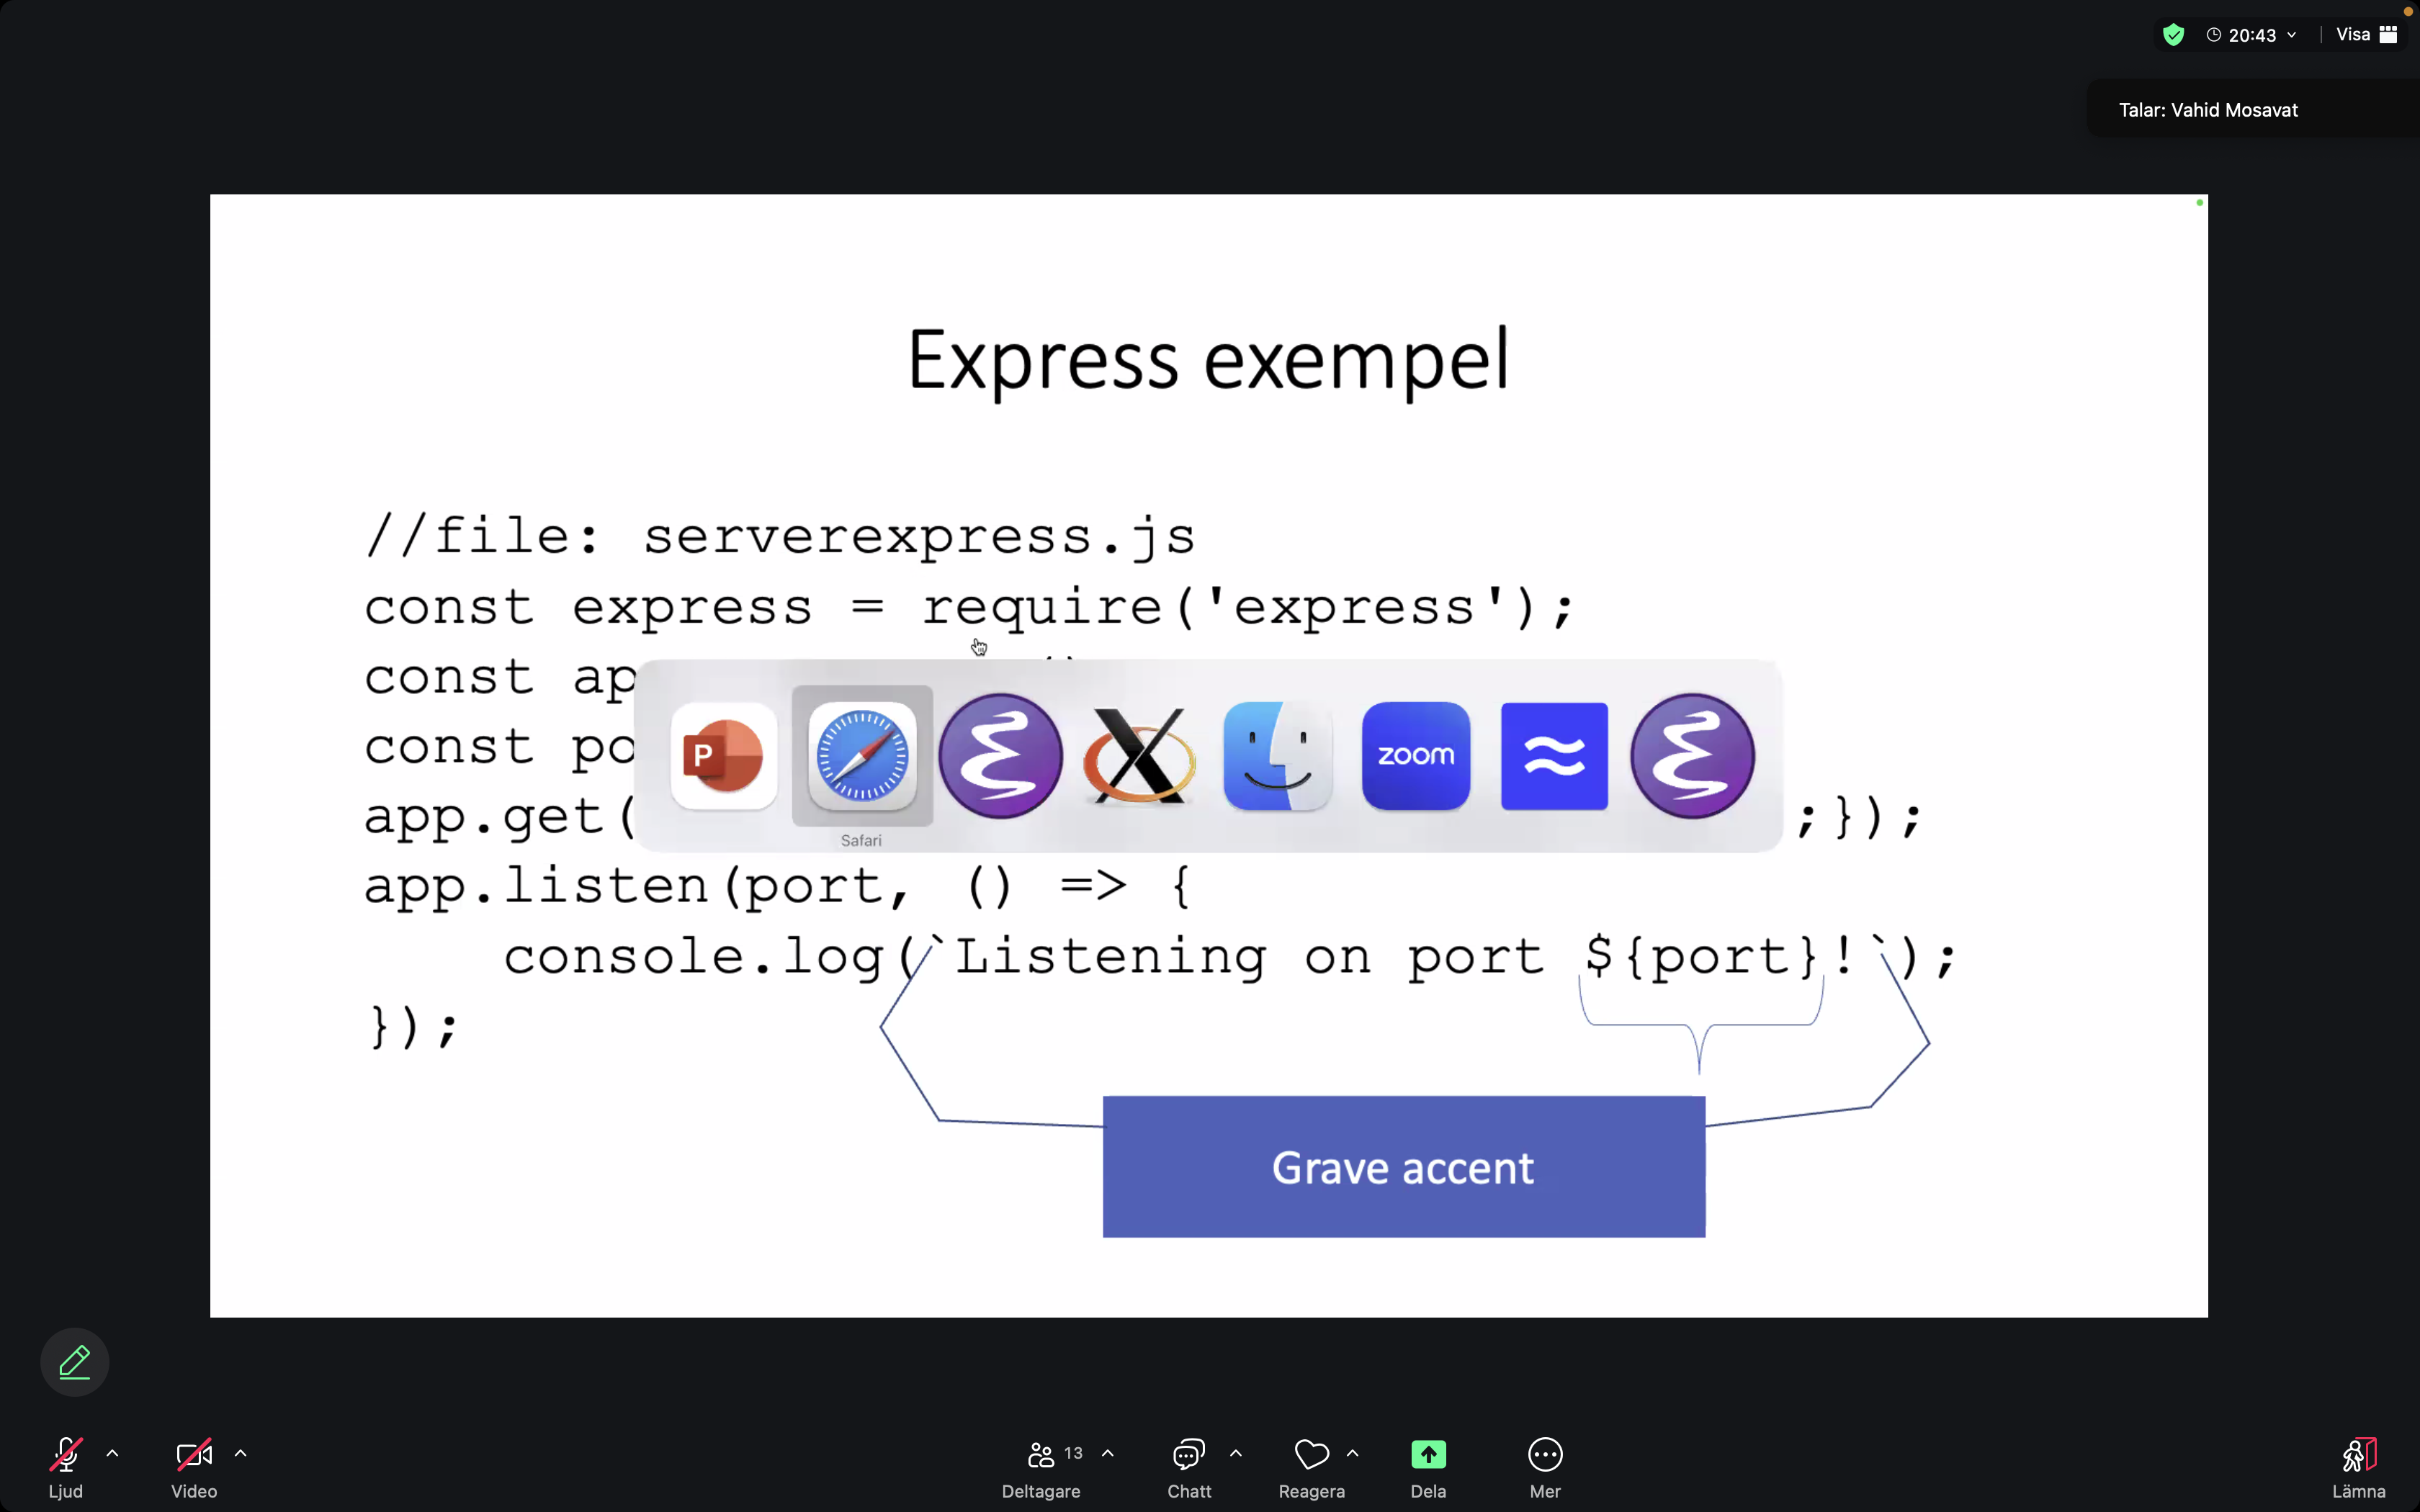 20:43
Visa
Talar: Vahid Mosavat
Express exempel
//file: serverexpress.js
const express = require('express');
const ap
const po
app.get( ;});
P
zoom
Safari
app.listen(port, () => {
console.log(`Listening on port ${port}!`);
});
Grave accent
Ljud
Video
13
Deltagare
Chatt
Reagera
Dela
Mer
Lämna